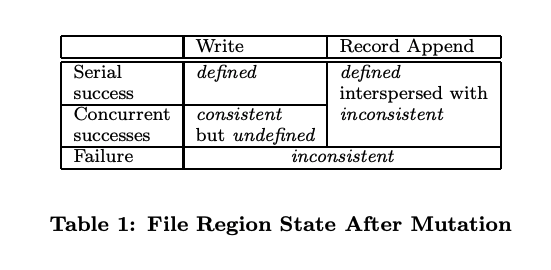 Write Record Append
Serial defined defined
success interspersed with
Concurrent consistent inconsistent
successes but undefined
Failure inconsistent
Table 1: File Region State After Mutation